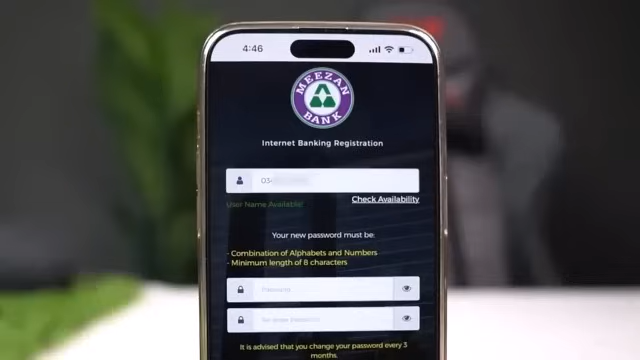 4:46
MEEZAN
BANK
Internet Banking Registration
03-
Check Availability
User Name Available!
Your new password must be:
- Combination of Alphabets and Numbers
- Minimum length of 8 characters
Password
It is advised that you change your password every 3
months.